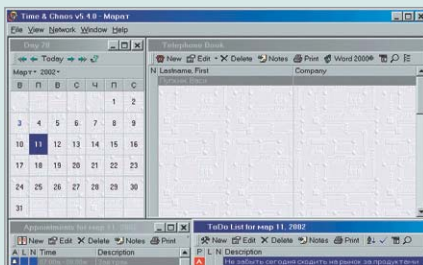 Time & Chaos v5.4.0 - Март
File View Network Window Help
Day 70
Today
Март 2002
В П В С Ч П С
1 2
3 4 5 6 7 8 9
10 11 12 13 14 15 16
17 18 19 20 21 22 23
24 25 26 27 28 29 30
31
Telephone Book
New Edit Delete Notes Print Word 2000
N Lastname, First Company
Appointments for мар 11, 2002
New Edit Delete Notes Print
A L N Time Description
ToDo List for мар 11, 2002
New Edit Delete Notes Print
P L N Description
A Не забыть сегодня сходить на рынок за продуктами